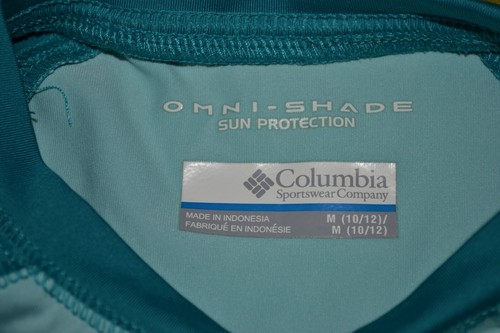 OMNI-SHADE
SUN PROTECTION
Columbia
Sportswear Company
MADE IN INDONESIA M (10/12)/
FABRIQUÉ EN INDONÉSIE M (10/12)